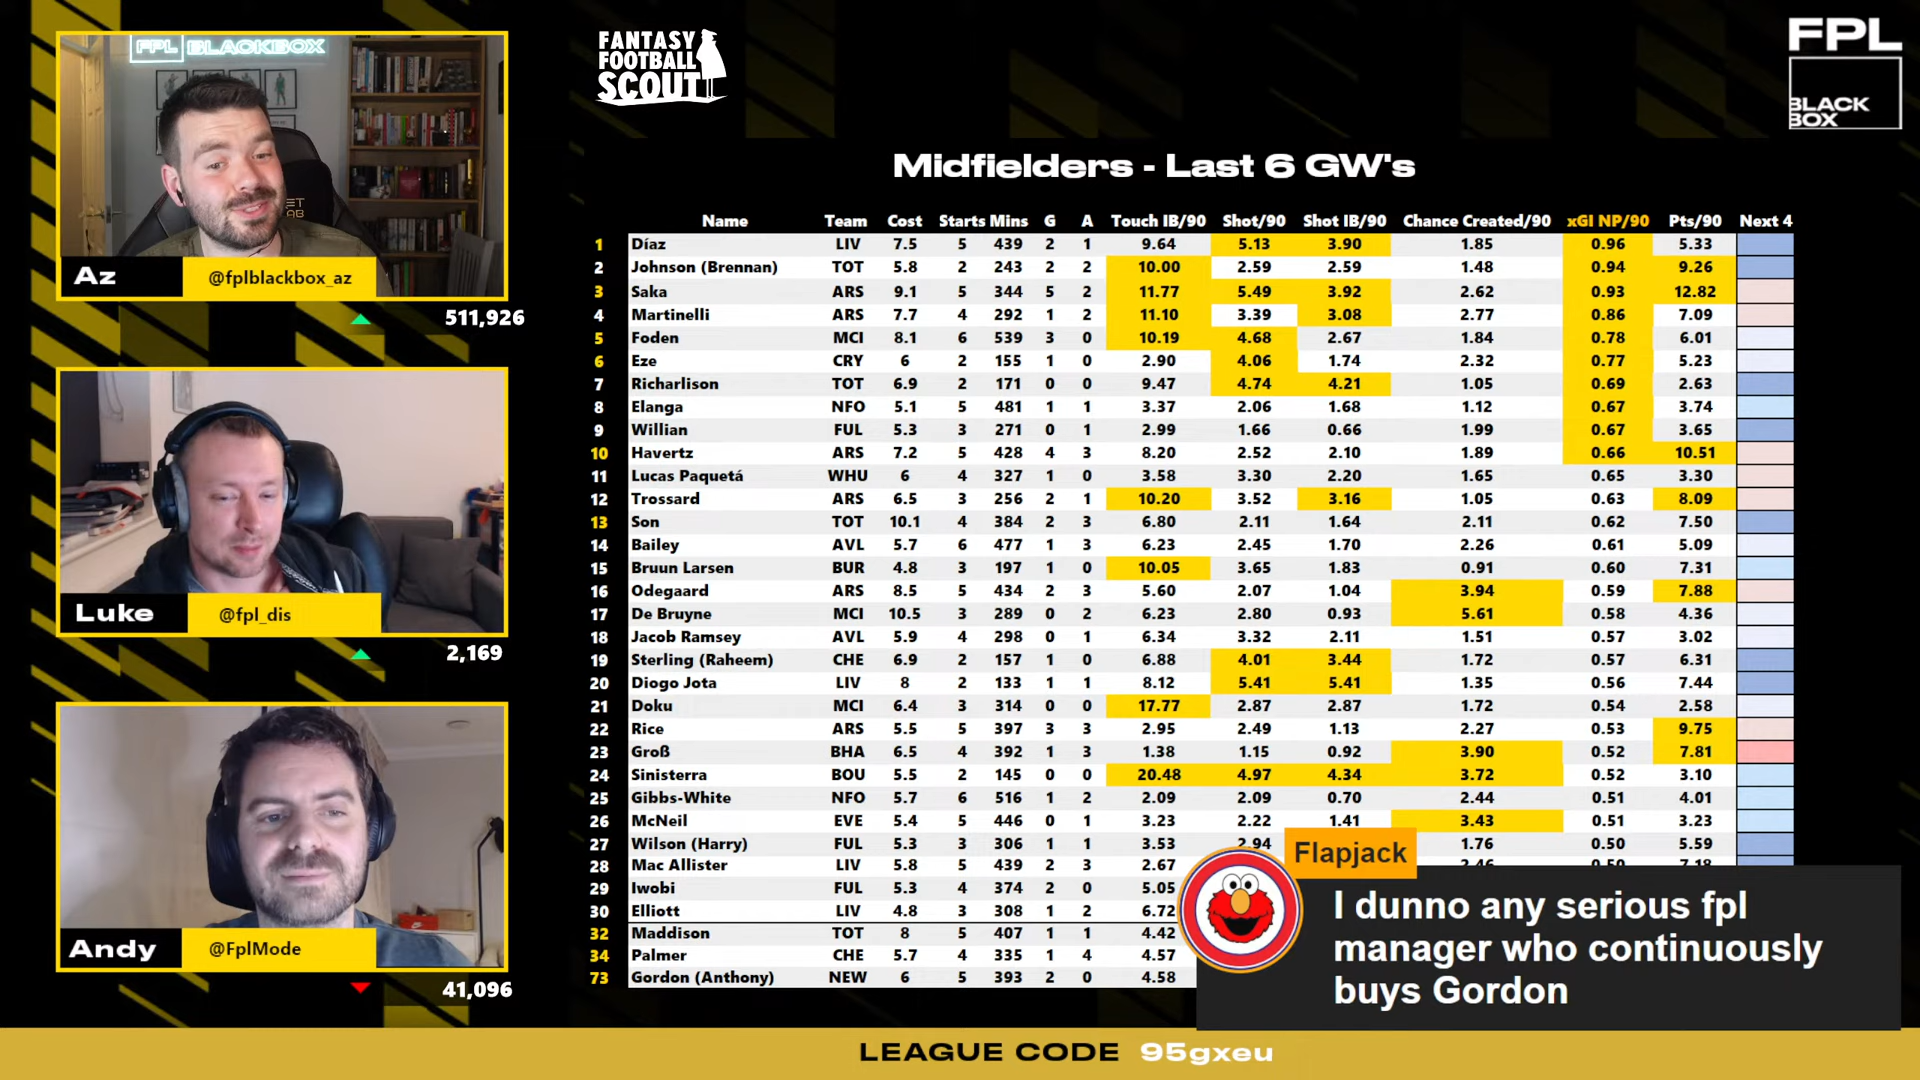 FPL BLACKBOX
Az @fplblackbox_az
511,926
Luke @fpl_dis
2,169
Andy @FplMode
41,096
FANTASY
FOOTBALL
SCOUT
FPL
BLACK
BOX
Midfielders - Last 6 GW's
Name Team Cost Starts Mins G A Touch IB/90 Shot/90 Shot IB/90 Chance Created/90 xGI NP/90 Pts/90 Next 4
1 Díaz LIV 7.5 5 439 2 1 9.64 5.13 3.90 1.85 0.96 5.33
2 Johnson (Brennan) TOT 5.8 2 243 2 2 10.00 2.59 2.59 1.48 0.94 9.26
3 Saka ARS 9.1 5 344 5 2 11.77 5.49 3.92 2.62 0.93 12.82
4 Martinelli ARS 7.7 4 292 1 2 11.10 3.39 3.08 2.77 0.86 7.09
5 Foden MCI 8.1 6 539 3 0 10.19 4.68 2.67 1.84 0.78 6.01
6 Eze CRY 6 2 155 1 0 2.90 4.06 1.74 2.32 0.77 5.23
7 Richarlison TOT 6.9 2 171 0 0 9.47 4.74 4.21 1.05 0.69 2.63
8 Elanga NFO 5.1 5 481 1 1 3.37 2.06 1.68 1.12 0.67 3.74
9 Willian FUL 5.3 3 271 0 1 2.99 1.66 0.66 1.99 0.67 3.65
10 Havertz ARS 7.2 5 428 4 3 8.20 2.52 2.10 1.89 0.66 10.51
11 Lucas Paquetá WHU 6 4 327 1 0 3.58 3.30 2.20 1.65 0.65 3.30
12 Trossard ARS 6.5 3 256 2 1 10.20 3.52 3.16 1.05 0.63 8.09
13 Son TOT 10.1 4 384 2 3 6.80 2.11 1.64 2.11 0.62 7.50
14 Bailey AVL 5.7 6 477 1 3 6.23 2.45 1.70 2.26 0.61 5.09
15 Bruun Larsen BUR 4.8 3 197 1 0 10.05 3.65 1.83 0.91 0.60 7.31
16 Odegaard ARS 8.5 5 434 2 3 5.60 2.07 1.04 3.94 0.59 7.88
17 De Bruyne MCI 10.5 3 289 0 2 6.23 2.80 0.93 5.61 0.58 4.36
18 Jacob Ramsey AVL 5.9 4 298 0 1 6.34 3.32 2.11 1.51 0.57 3.02
19 Sterling (Raheem) CHE 6.9 2 157 1 0 6.88 4.01 3.44 1.72 0.57 6.31
20 Diogo Jota LIV 8 2 133 1 1 8.12 5.41 5.41 1.35 0.56 7.44
21 Doku MCI 6.4 3 314 0 0 17.77 2.87 2.87 1.72 0.54 2.58
22 Rice ARS 5.5 5 397 3 3 2.95 2.49 1.13 2.27 0.53 9.75
23 Groß BHA 6.5 4 392 1 3 1.38 1.15 0.92 3.90 0.52 7.81
24 Sinisterra BOU 5.5 2 145 0 0 20.48 4.97 4.34 3.72 0.52 3.10
25 Gibbs-White NFO 5.7 6 516 1 2 2.09 2.09 0.70 2.44 0.51 4.01
26 McNeil EVE 5.4 5 446 0 1 3.23 2.22 1.41 3.43 0.51 3.23
27 Wilson (Harry) FUL 5.3 3 306 1 1 3.53 2.94 1.76 0.50 5.59
28 Mac Allister LIV 5.8 5 439 2 3 2.67 2.46 0.50 7.18
29 Iwobi FUL 5.3 4 374 2 0 5.05
30 Elliott LIV 4.8 3 308 1 2 6.72
32 Maddison TOT 8 5 407 1 1 4.42
34 Palmer CHE 5.7 4 335 1 4 4.57
73 Gordon (Anthony) NEW 6 5 393 2 0 4.58
Flapjack
I dunno any serious fpl
manager who continuously
buys Gordon
LEAGUE CODE 95gxeu